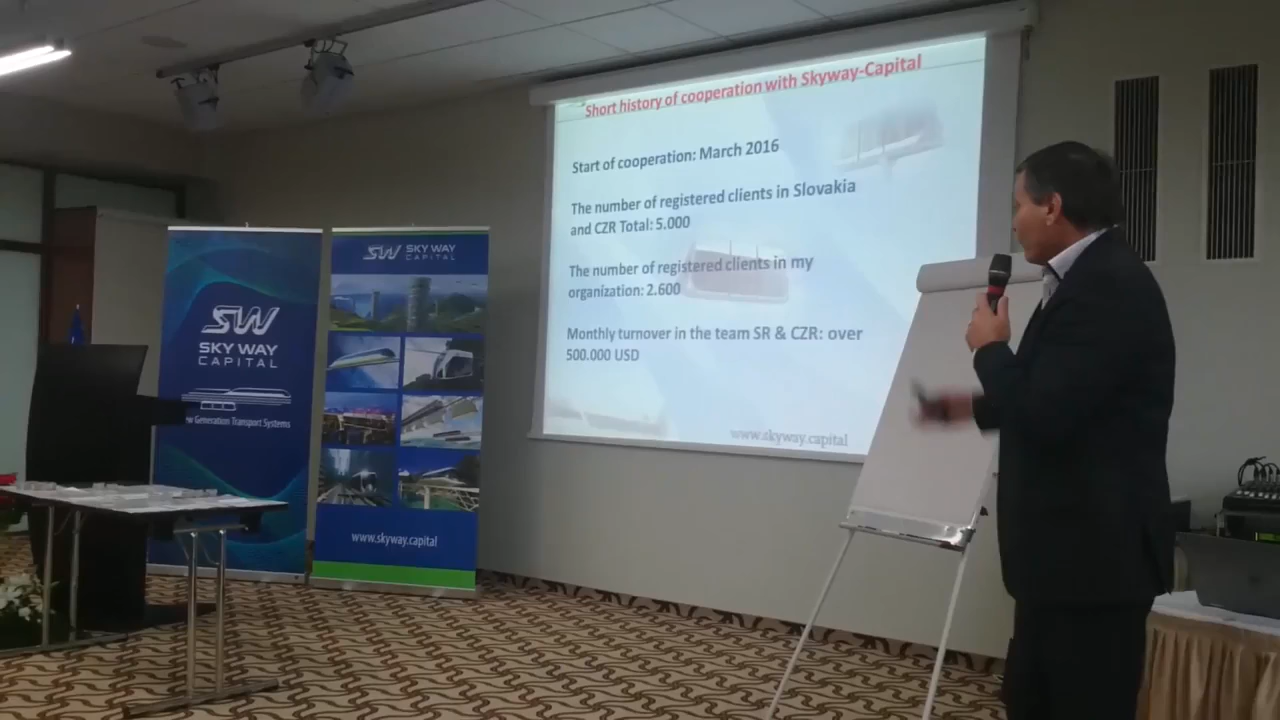 Short history of cooperation with Skyway-Capital
Start of cooperation: March 2016
The number of registered clients in Slovakia
and CZR Total: 5.000
The number of registered clients in my
organization: 2.600
Monthly turnover in the team SR & CZR: over
500.000 USD
www.skyway.capital
SW
SKY WAY
CAPITAL
Generation Transport Systems
SW SKY WAY
CAPITAL
www.skyway.capital